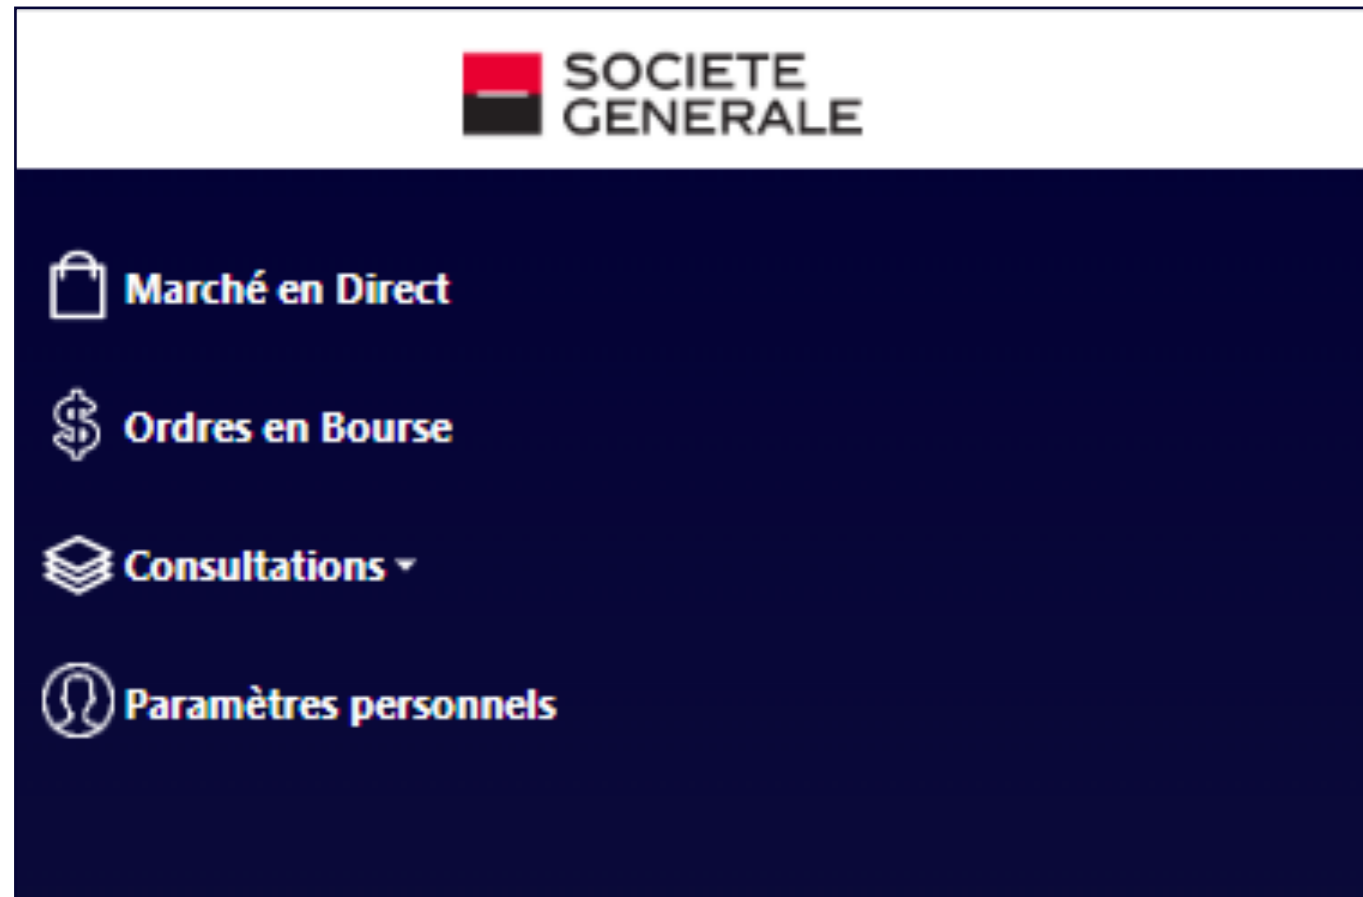 SOCIETE
GENERALE
Marché en Direct
Ordres en Bourse
Consultations
Paramètres personnels